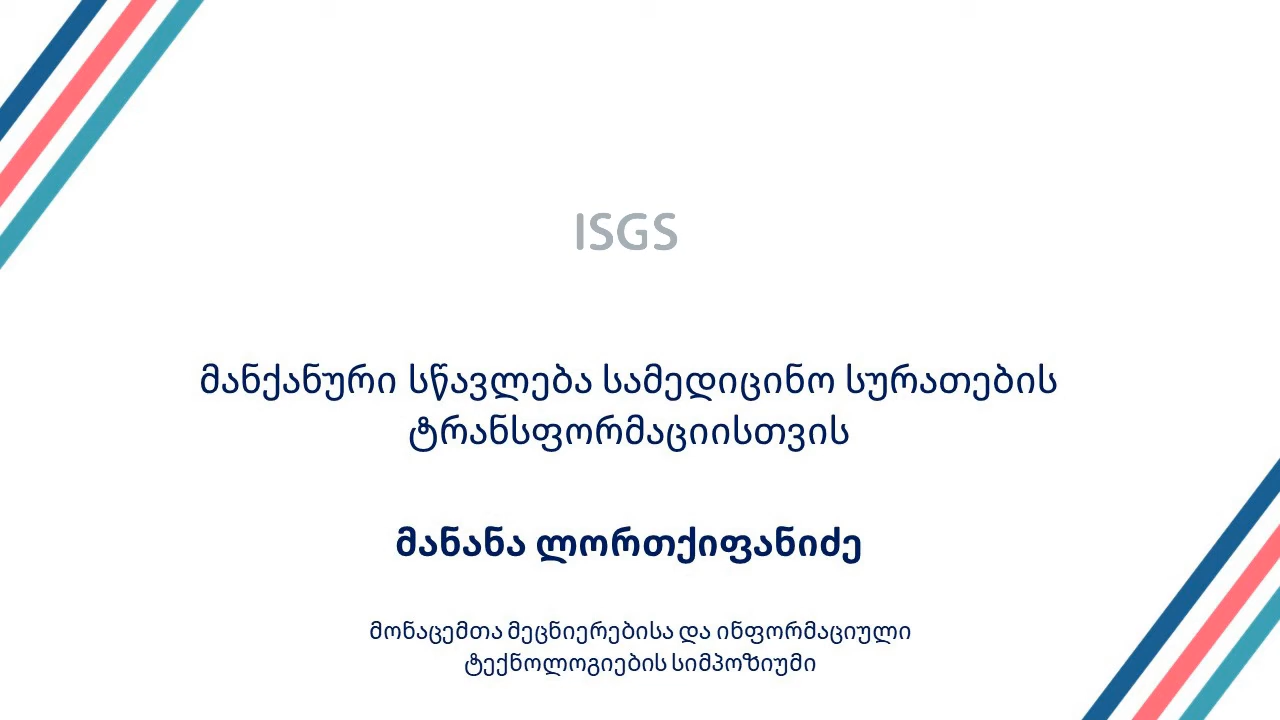 ISGS
მანქანური სწავლება სამედიცინო სურათების
ტრანსფორმაციისთვის
მანანა ლორთქიფანიძე
მონაცემთა მეცნიერებისა და ინფორმაციული
ტექნოლოგიების სიმპოზიუმი